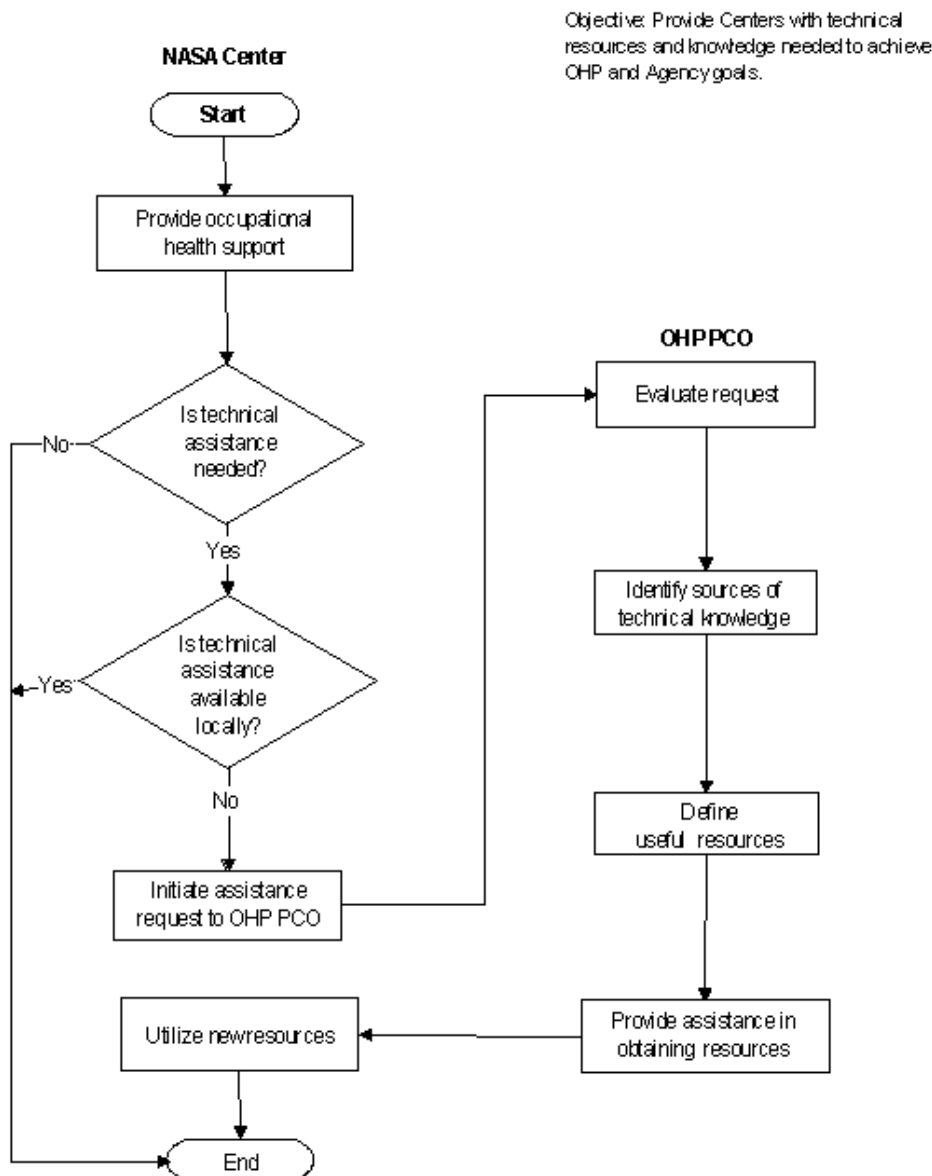 Objective: Provide Centers with technical
resources and knowledge needed to achieve
OHP and Agency goals.
NASA Center
Start
Provide occupational
health support
Is technical
assistance
needed?
No
Yes
Is technical
assistance
available
locally?
Yes
No
Initiate assistance
request to OHP PCO
OHP PCO
Evaluate request
Identify sources of
technical knowledge
Define
useful resources
Provide assistance in
obtaining resources
Utilize new resources
End